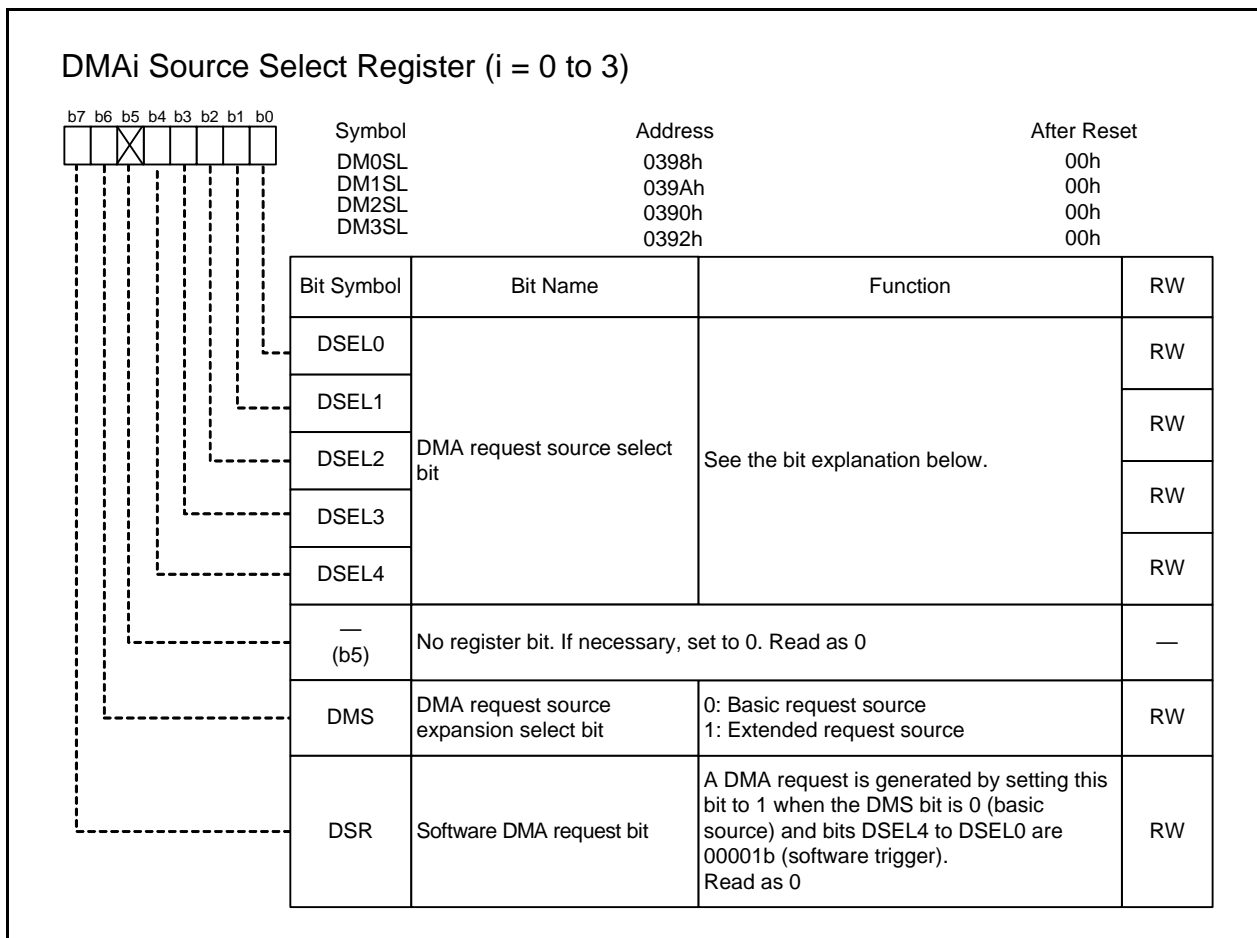 DMAi Source Select Register (i = 0 to 3)
b7 b6 b5 b4 b3 b2 b1 b0
Symbol Address After Reset
DM0SL 0398h 00h
DM1SL 039Ah 00h
DM2SL 0390h 00h
DM3SL 0392h 00h
Bit Symbol Bit Name Function RW
DSEL0 RW
DSEL1 RW
DSEL2
DMA request source select
bit
See the bit explanation below.
DSEL3 RW
DSEL4 RW
—
(b5)
No register bit. If necessary, set to 0. Read as 0 —
DMS
DMA request source
expansion select bit
0: Basic request source
1: Extended request source
RW
DSR
Software DMA request bit
A DMA request is generated by setting this
bit to 1 when the DMS bit is 0 (basic
source) and bits DSEL4 to DSEL0 are
00001b (software trigger).
Read as 0
RW